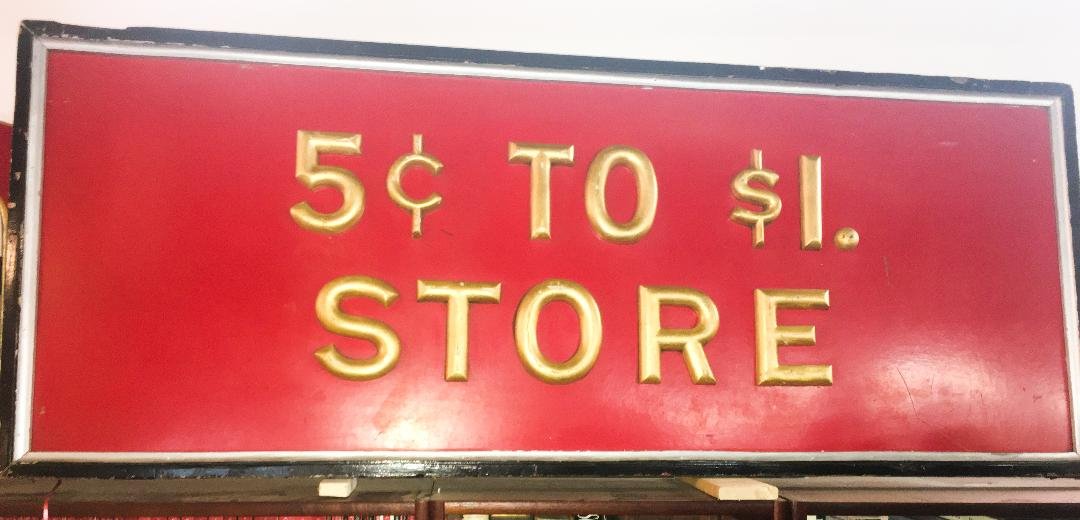 5¢ TO $1.
STORE